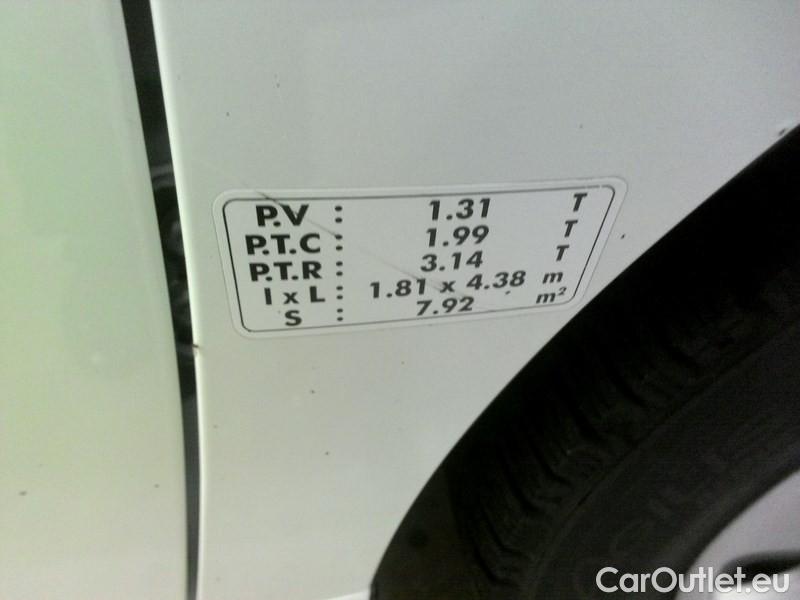 P.V : 1.31 T
P.T.C : 1.99 T
P.T.R : 3.14 T
l x L : 1.81 x 4.38 m
S : 7.92 m²
CarOutlet.eu